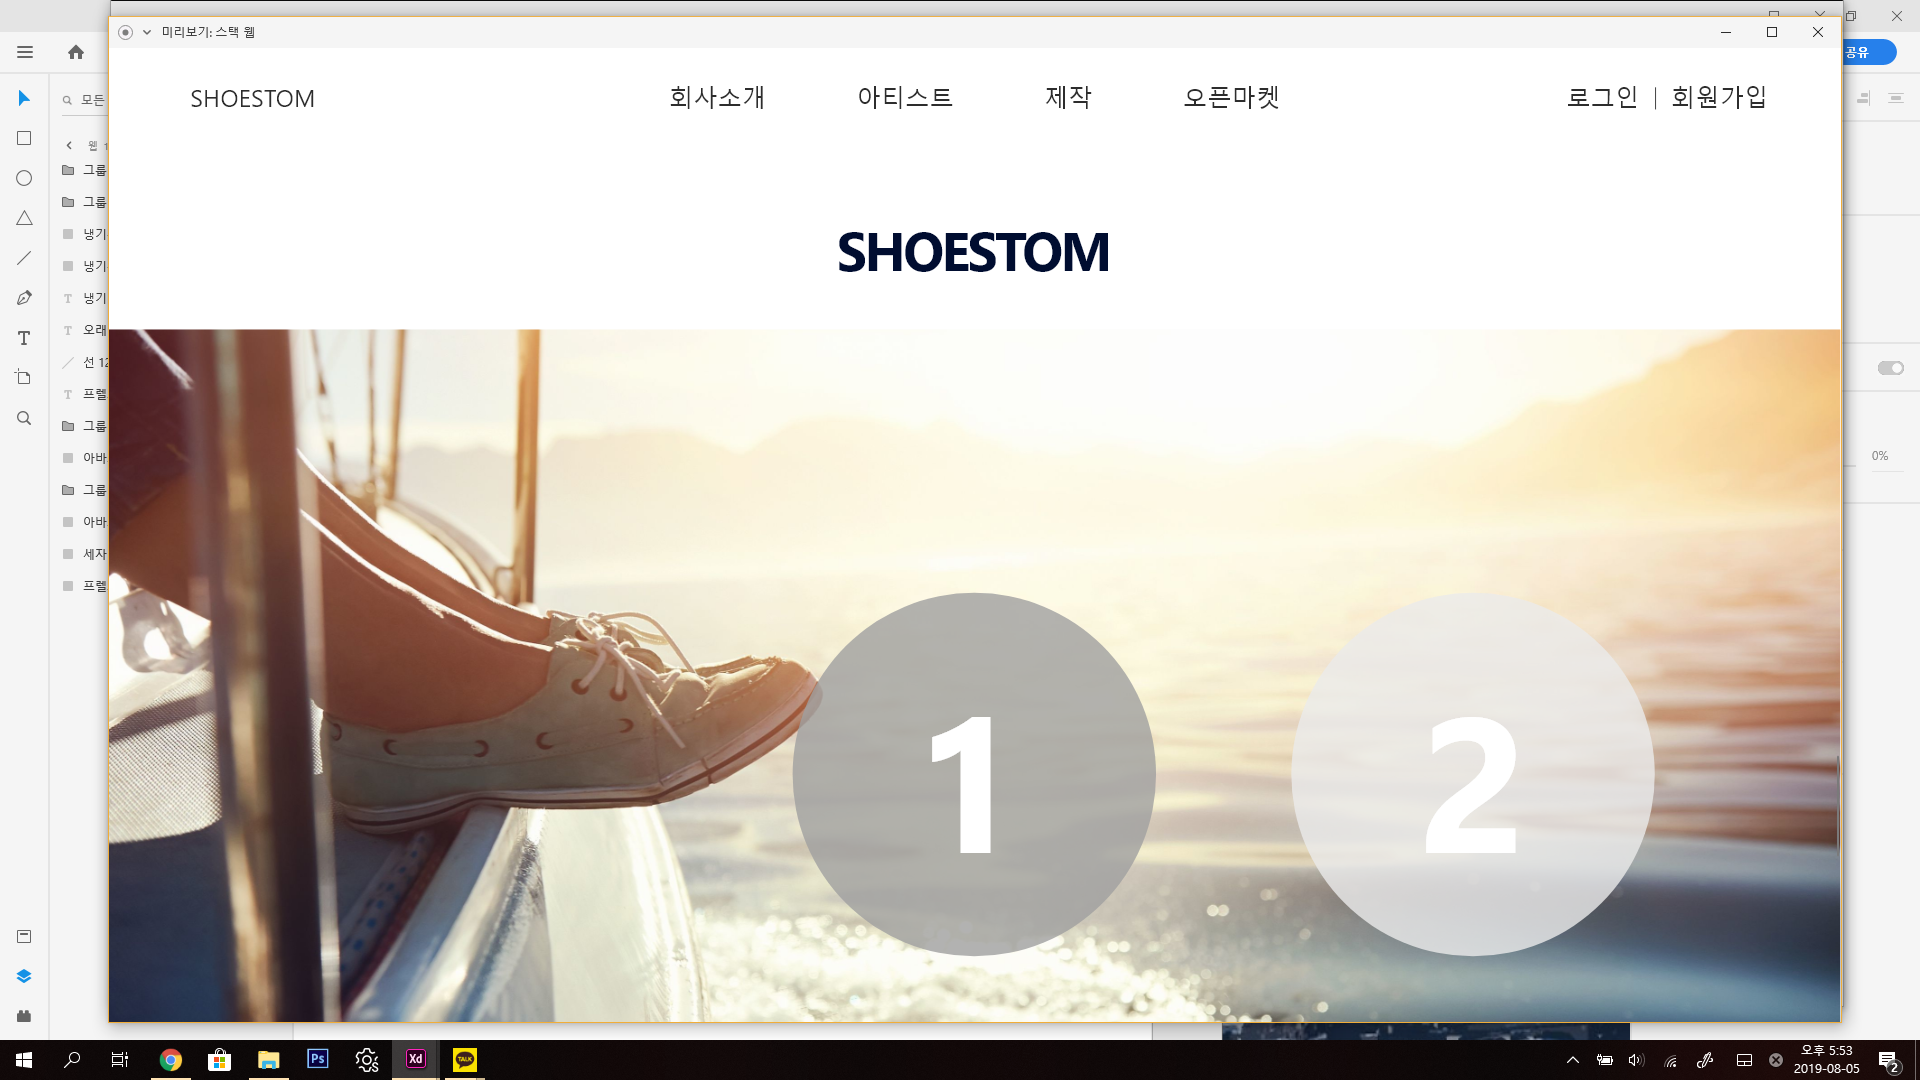 미리보기: 스택 웹
SHOESTOM 회사소개 아티스트 제작 오픈마켓 로그인 | 회원가입
SHOESTOM
1 2
공유
모든
웹 1
그룹
그룹
냉기
냉기
T 냉기
T 오래
선 12
T 프렐
그룹
아바
그룹
아바
세자
프렐
0%
Ps
Xd
TALK
오후 5:53
2019-08-05
2